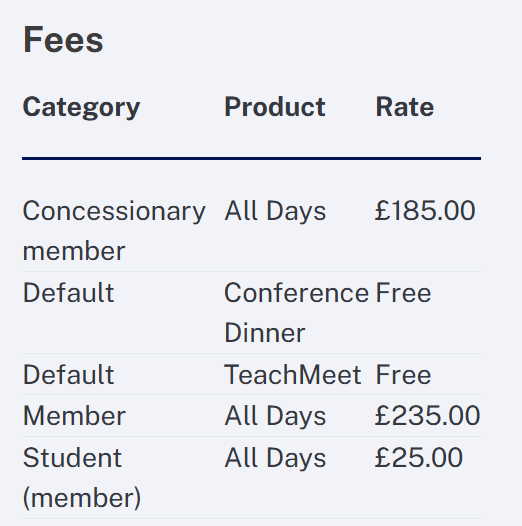 Fees
Category Product Rate
Concessionary All Days £185.00
member
Default Conference Free
Dinner
Default TeachMeet Free
Member All Days £235.00
Student All Days £25.00
(member)